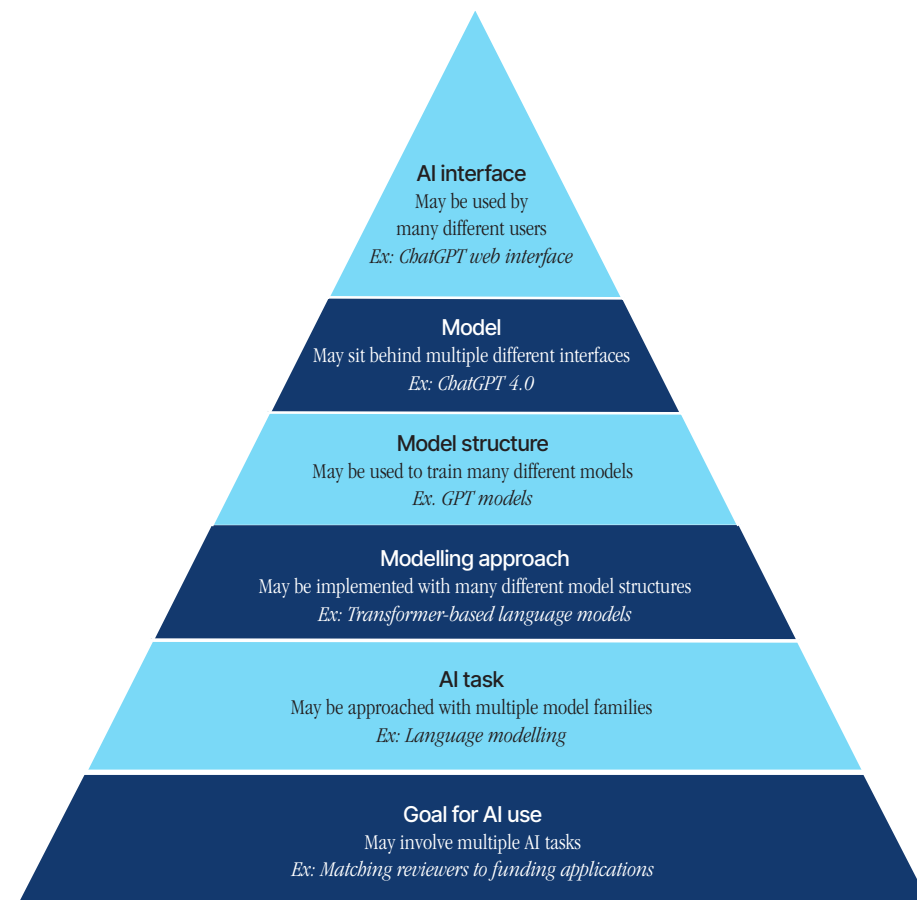 AI interface
May be used by
many different users
Ex: ChatGPT web interface
Model
May sit behind multiple different interfaces
Ex: ChatGPT 4.0
Model structure
May be used to train many different models
Ex. GPT models
Modelling approach
May be implemented with many different model structures
Ex: Transformer-based language models
AI task
May be approached with multiple model families
Ex: Language modelling
Goal for AI use
May involve multiple AI tasks
Ex: Matching reviewers to funding applications